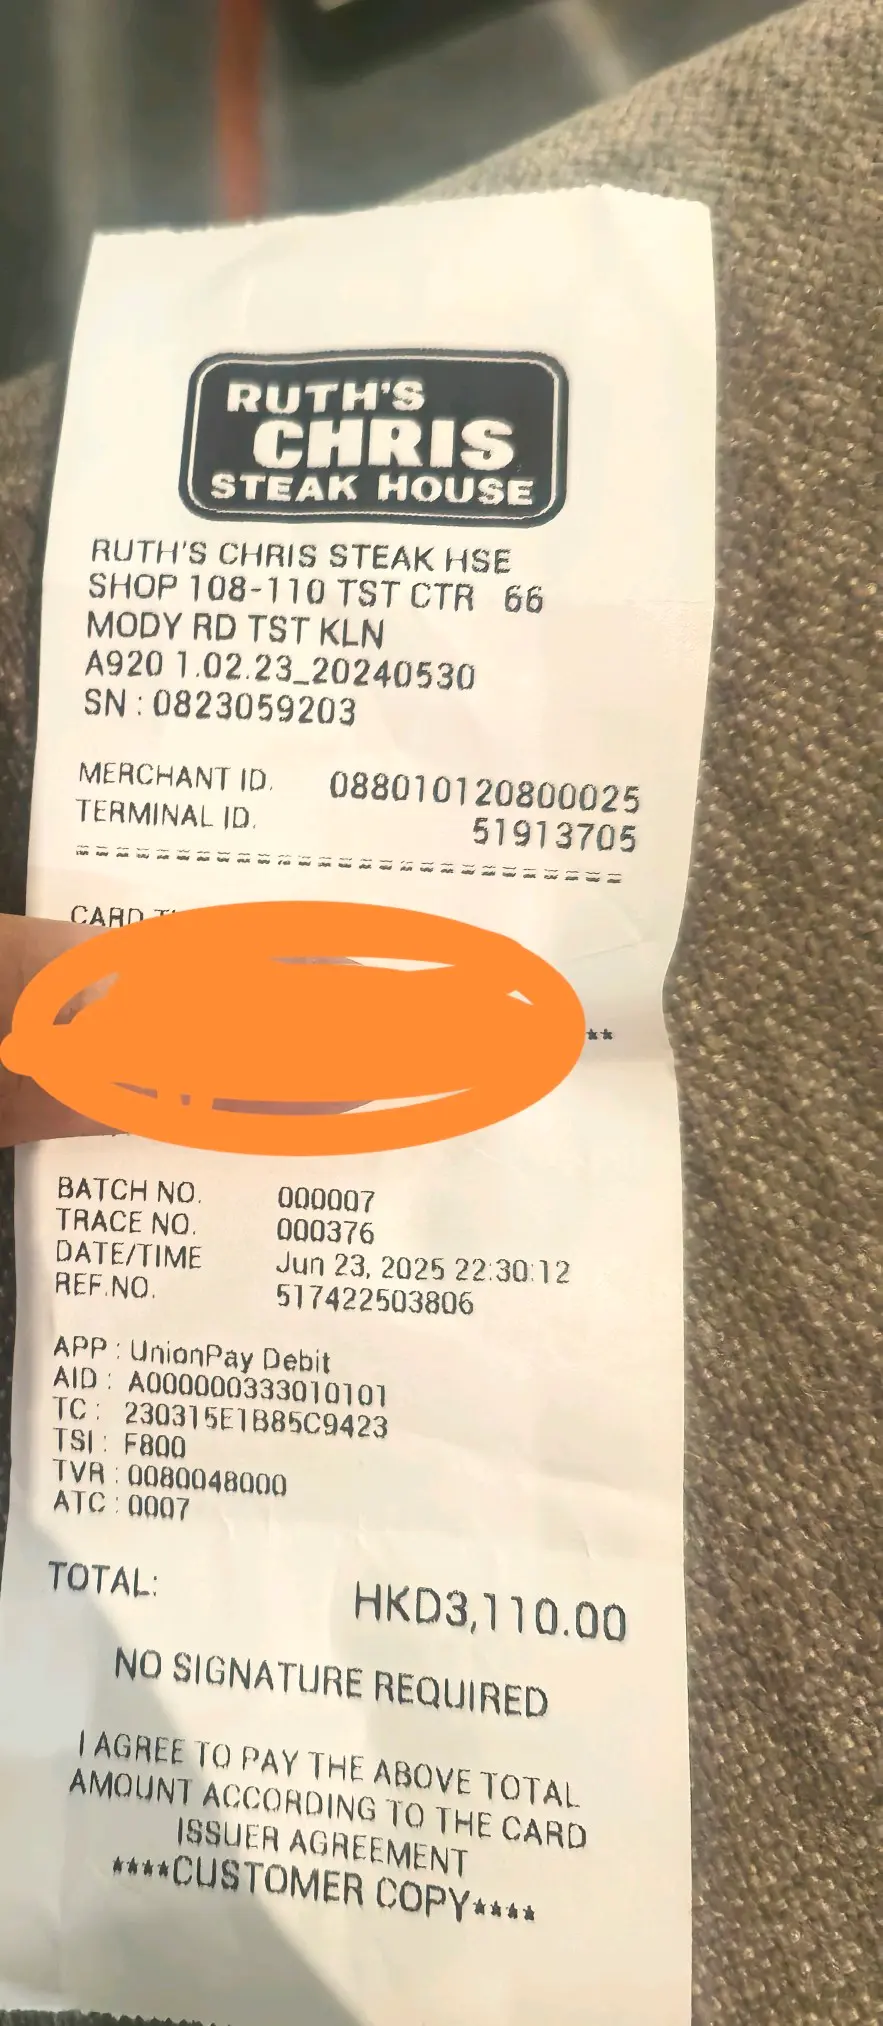 RUTH'S
CHRIS
STEAK HOUSE
RUTH'S CHRIS STEAK HSE
SHOP 108-110 TST CTR 66
MODY RD TST KLN
A920 1.02.23_20240530
SN : 0823059203
MERCHANT ID. 088010120800025
TERMINAL ID. 51913705
CARD
**
BATCH NO. 000007
TRACE NO. 000376
DATE/TIME Jun 23, 2025 22:30:12
REF.NO. 517422503806
APP : UnionPay Debit
AID : A000000333010101
TC : 230315E1B85C9423
TSI : F800
TVR : 0080048000
ATC : 0007
TOTAL: HKD3,110.00
NO SIGNATURE REQUIRED
I AGREE TO PAY THE ABOVE TOTAL
AMOUNT ACCORDING TO THE CARD
ISSUER AGREEMENT
****CUSTOMER COPY****